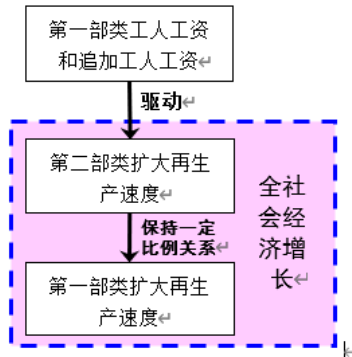 第一部类工人工资
和追加工人工资↵
驱动↵
第二部类扩大再生
产速度↵
保持一定
比例关系↵
第一部类扩大再生
产速度↵
全社
会经
济增
长↵